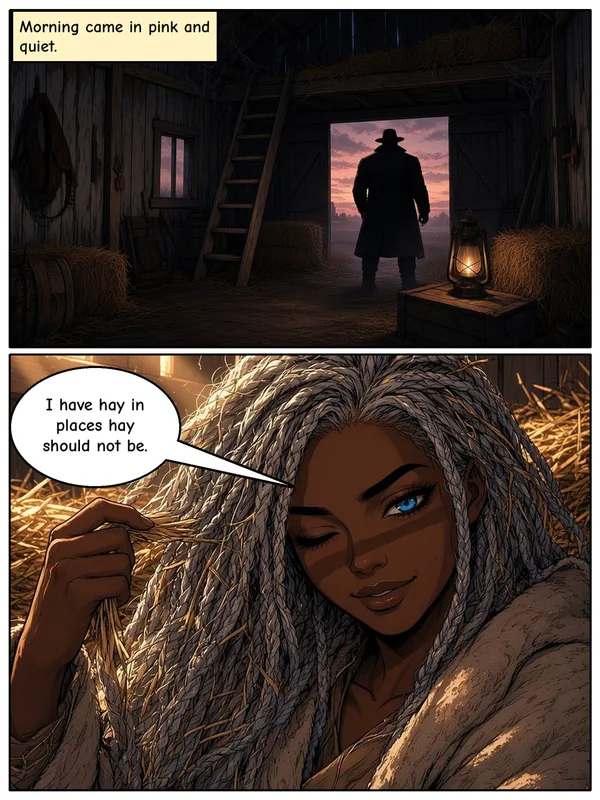 Morning came in pink and
quiet.
I have hay in
places hay
should not be.